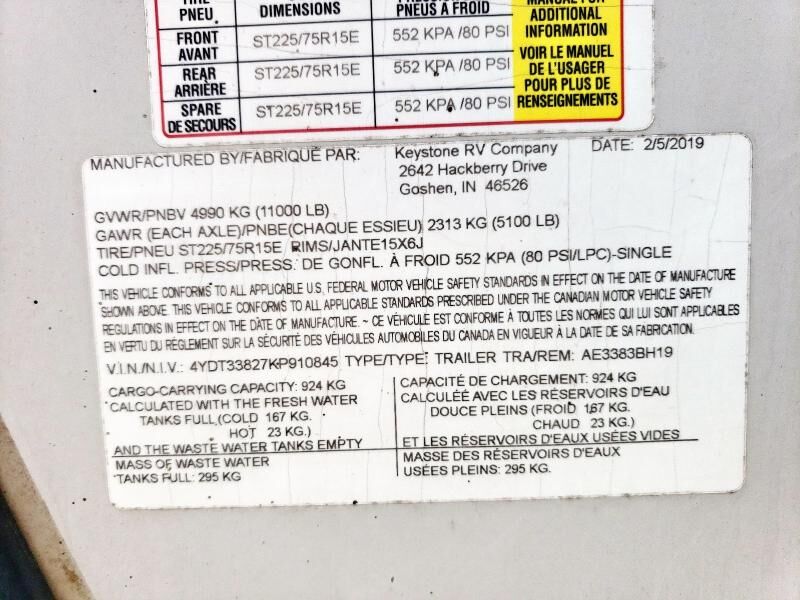 PNEU. DIMENSIONS PNEUS A FROID
ADDITIONAL
INFORMATION
VOIR LE MANUEL
DE L'USAGER
POUR PLUS DE
RENSEIGNEMENTS
FRONT
AVANT ST225/75R15E 552 KPA /80 PSI
REAR
ARRIÈRE ST225/75R15E 552 KPA /80 PSI
SPARE
DE SECOURS ST225/75R15E 552 KPA /80 PSI
MANUFACTURED BY/FABRIQUÉ PAR: Keystone RV Company DATE: 2/5/2019
2642 Hackberry Drive
Goshen, IN 46526
GVWR/PNBV 4990 KG (11000 LB)
GAWR (EACH AXLE)/PNBE(CHAQUE ESSIEU) 2313 KG (5100 LB)
TIRE/PNEU ST225/75R15E RIMS/JANTE15X6J
COLD INFL. PRESS/PRESS. DE GONFL. À FROID 552 KPA (80 PSI/LPC)-SINGLE
THIS VEHICLE CONFORMS TO ALL APPLICABLE U.S. FEDERAL MOTOR VEHICLE SAFETY STANDARDS IN EFFECT ON THE DATE OF MANUFACTURE
SHOWN ABOVE. THIS VEHICLE CONFORMS TO ALL APPLICABLE STANDARDS PRESCRIBED UNDER THE CANADIAN MOTOR VEHICLE SAFETY
REGULATIONS IN EFFECT ON THE DATE OF MANUFACTURE. ~ CE VÉHICULE EST CONFORME À TOUTES LES NORMES QUI LUI SONT APPLICABLES
EN VERTU DU RÉGLEMENT SUR LA SÉCURITÉ DES VÉHICULES AUTOMOBILES DU CANADA EN VIGUEUR À LA DATE DE SA FABRICATION.
V.I.N./N.I.V.: 4YDT33827KP910845 TYPE/TYPE: TRAILER TRA/REM: AE3383BH19
CARGO-CARRYING CAPACITY: 924 KG
CALCULATED WITH THE FRESH WATER
TANKS FULL,(COLD 167 KG.
HOT 23 KG.)
AND THE WASTE WATER TANKS EMPTY
MASS OF WASTE WATER
TANKS FULL: 295 KG
CAPACITÉ DE CHARGEMENT: 924 KG
CALCULÉE AVEC LES RÉSERVOIRS D'EAU
DOUCE PLEINS (FROID 167 KG.
CHAUD 23 KG.)
ET LES RÉSERVOIRS D'EAUX USÉES VIDES
MASSE DES RÉSERVOIRS D'EAUX
USÉES PLEINS: 295 KG.